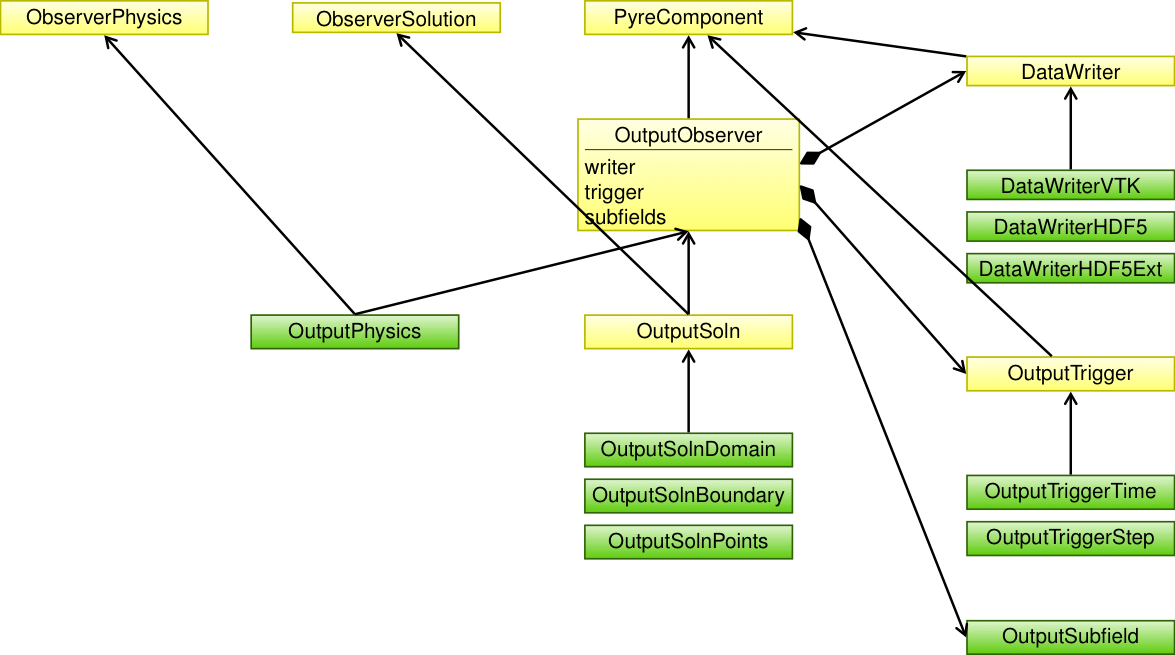 ObserverPhysics
ObserverSolution
PyreComponent
DataWriter
OutputObserver
writer
trigger
subfields
DataWriterVTK
DataWriterHDF5
DataWriterHDF5Ext
OutputPhysics
OutputSoln
OutputTrigger
OutputSolnDomain
OutputSolnBoundary
OutputSolnPoints
OutputTriggerTime
OutputTriggerStep
OutputSubfield